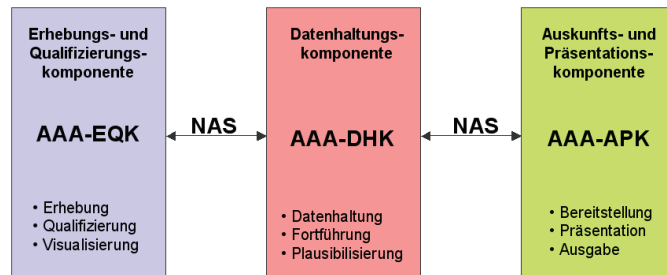 Erhebungs- und
Qualifizierungs-
komponente
AAA-EQK
• Erhebung
• Qualifizierung
• Visualisierung
NAS
Datenhaltungs-
komponente
AAA-DHK
• Datenhaltung
• Fortführung
• Plausibilisierung
NAS
Auskunfts- und
Präsentations-
komponente
AAA-APK
• Bereitstellung
• Präsentation
• Ausgabe